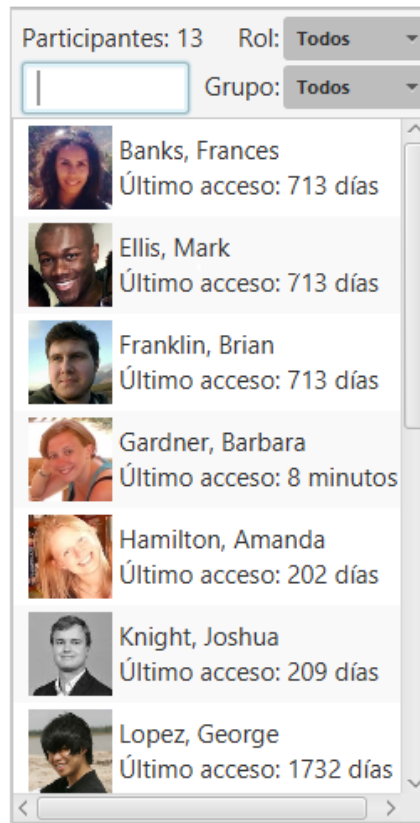 Participantes: 13 Rol: Todos
Grupo: Todos
Banks, Frances
Último acceso: 713 días
Ellis, Mark
Último acceso: 713 días
Franklin, Brian
Último acceso: 713 días
Gardner, Barbara
Último acceso: 8 minutos
Hamilton, Amanda
Último acceso: 202 días
Knight, Joshua
Último acceso: 209 días
Lopez, George
Último acceso: 1732 días